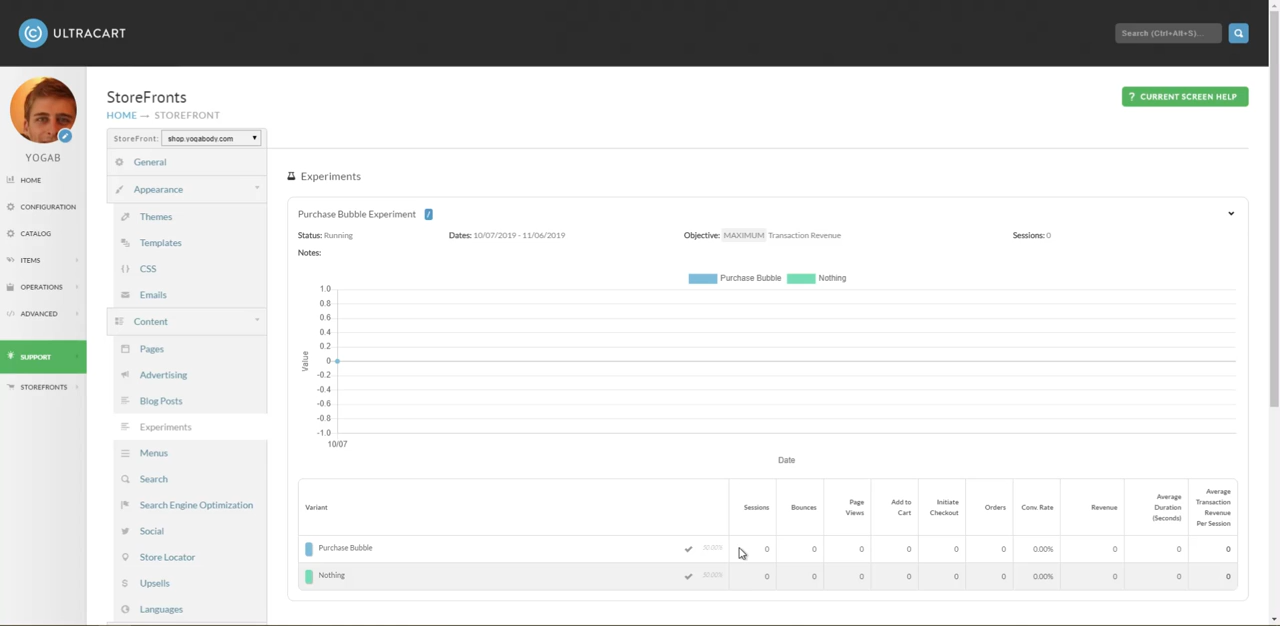 ULTRACART
Search (Ctrl+Alt+S)...
StoreFronts
HOME → STOREFRONT
? CURRENT SCREEN HELP
YOGAB
HOME
CONFIGURATION
CATALOG
ITEMS
OPERATIONS
ADVANCED
SUPPORT
STOREFRONTS
StoreFront: shop.yogabody.com
General
Appearance
Themes
Templates
CSS
Emails
Content
Pages
Advertising
Blog Posts
Experiments
Menus
Search
Search Engine Optimization
Social
Store Locator
Upsells
Languages
Experiments
Purchase Bubble Experiment
Status: Running Dates: 10/07/2019 - 11/06/2019 Objective: MAXIMUM Transaction Revenue Sessions: 0
Notes:
Purchase Bubble Nothing
1.0
0.8
0.6
0.4
0.2
0
-0.2
-0.4
-0.6
-0.8
-1.0
Value
10/07
Date
Variant Sessions Bounces Page Views Add to Cart Initiate Checkout Orders Conv. Rate Revenue Average Duration (Seconds) Average Transaction Revenue Per Session
Purchase Bubble 50.00% 0 0 0 0 0 0 0.00% 0 0 0
Nothing 50.00% 0 0 0 0 0 0 0.00% 0 0 0